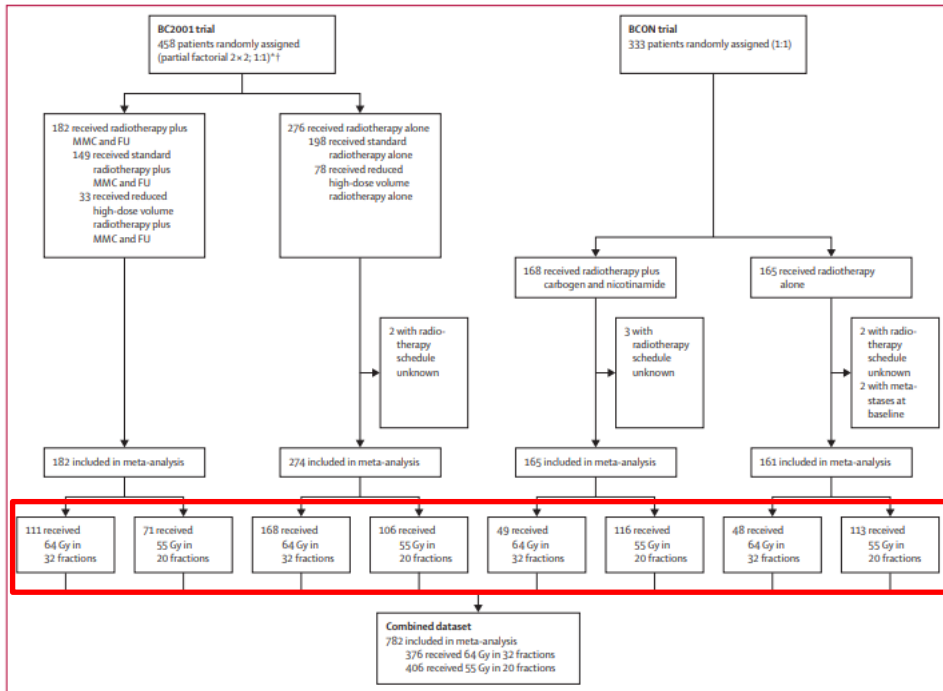 BC2001 trial
458 patients randomly assigned
(partial factorial 2×2; 1:1)*†
BCON trial
333 patients randomly assigned (1:1)
182 received radiotherapy plus
MMC and FU
149 received standard
radiotherapy plus
MMC and FU
33 received reduced
high-dose volume
radiotherapy plus
MMC and FU
276 received radiotherapy alone
198 received standard
radiotherapy alone
78 received reduced
high-dose volume
radiotherapy alone
168 received radiotherapy plus
carbogen and nicotinamide
165 received radiotherapy
alone
2 with radio-
therapy
schedule
unknown
3 with
radiotherapy
schedule
unknown
2 with radio-
therapy
schedule
unknown
2 with meta-
stases at
baseline
182 included in meta-analysis
274 included in meta-analysis
165 included in meta-analysis
161 included in meta-analysis
111 received
64 Gy in
32 fractions
71 received
55 Gy in
20 fractions
168 received
64 Gy in
32 fractions
106 received
55 Gy in
20 fractions
49 received
64 Gy in
32 fractions
116 received
55 Gy in
20 fractions
48 received
64 Gy in
32 fractions
113 received
55 Gy in
20 fractions
Combined dataset
782 included in meta-analysis
376 received 64 Gy in 32 fractions
406 received 55 Gy in 20 fractions